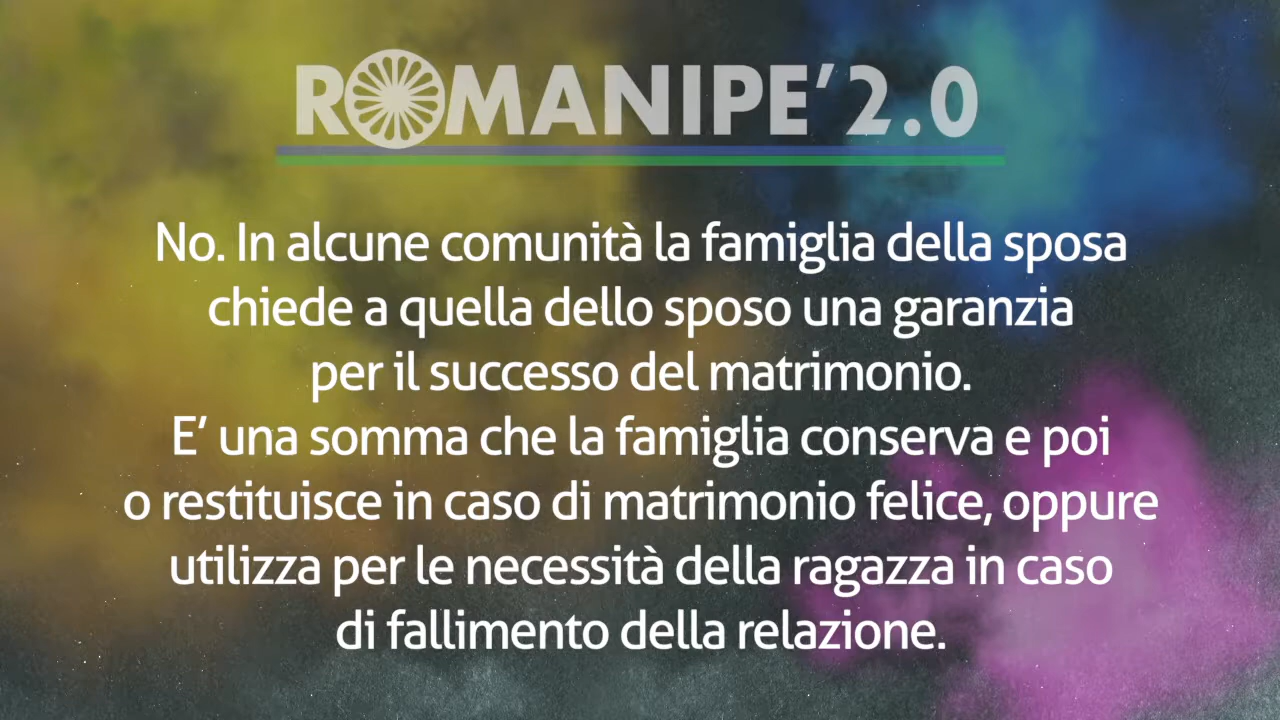 ROMANIPE'2.0
No. In alcune comunità la famiglia della sposa
chiede a quella dello sposo una garanzia
per il successo del matrimonio.
E’ una somma che la famiglia conserva e poi
o restituisce in caso di matrimonio felice, oppure
utilizza per le necessità della ragazza in caso
di fallimento della relazione.